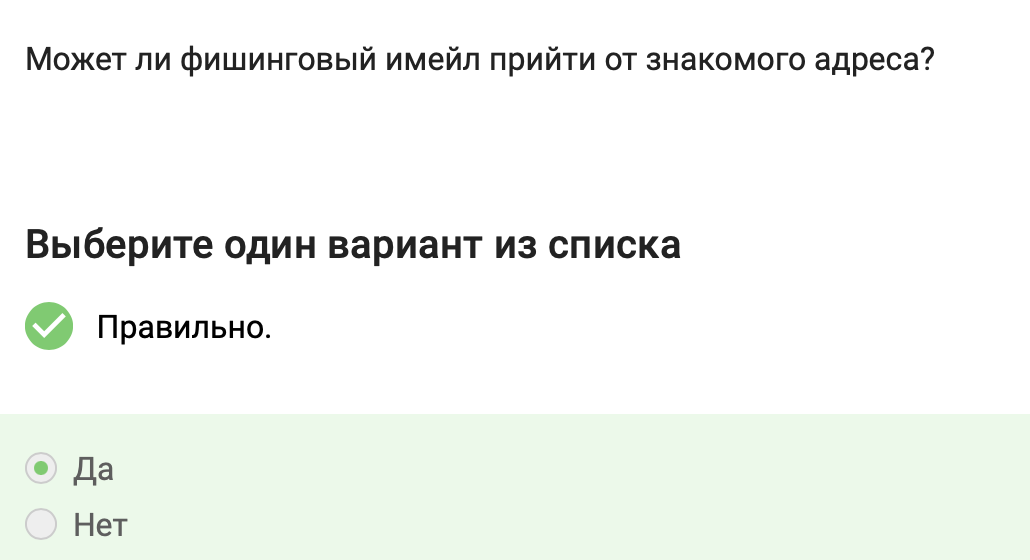 Может ли фишинговый имейл прийти от знакомого адреса?
Выберите один вариант из списка
Правильно.
Да
Нет